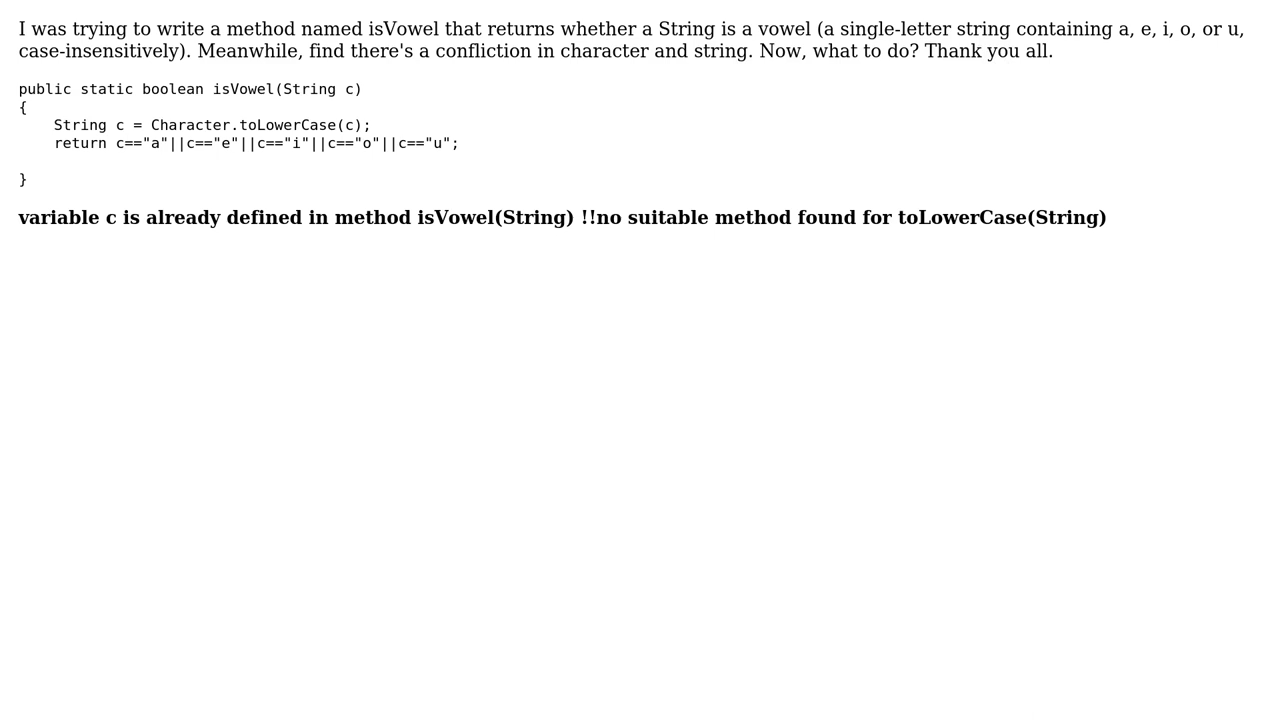 I was trying to write a method named isVowel that returns whether a String is a vowel (a single-letter string containing a, e, i, o, or u,
case-insensitively). Meanwhile, find there's a confliction in character and string. Now, what to do? Thank you all.
public static boolean isVowel(String c)
{
    String c = Character.toLowerCase(c);
    return c=="a"||c=="e"||c=="i"||c=="o"||c=="u";
}
variable c is already defined in method isVowel(String) !!no suitable method found for toLowerCase(String)